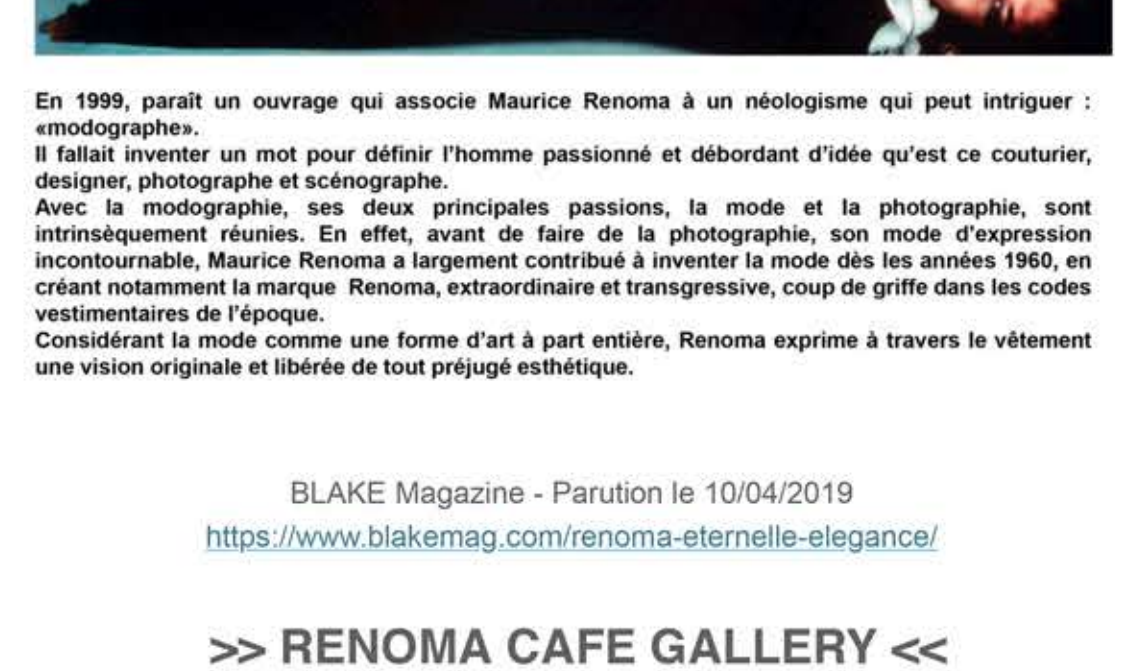 En 1999, paraît un ouvrage qui associe Maurice Renoma à un néologisme qui peut intriguer :
«modographe».
Il fallait inventer un mot pour définir l’homme passionné et débordant d’idée qu’est ce couturier,
designer, photographe et scénographe.
Avec la modographie, ses deux principales passions, la mode et la photographie, sont
intrinsèquement réunies. En effet, avant de faire de la photographie, son mode d’expression
incontournable, Maurice Renoma a largement contribué à inventer la mode dès les années 1960, en
créant notamment la marque Renoma, extraordinaire et transgressive, coup de griffe dans les codes
vestimentaires de l’époque.
Considérant la mode comme une forme d’art à part entière, Renoma exprime à travers le vêtement
une vision originale et libérée de tout préjugé esthétique.
BLAKE Magazine - Parution le 10/04/2019
https://www.blakemag.com/renoma-eternelle-elegance/
>> RENOMA CAFE GALLERY <<